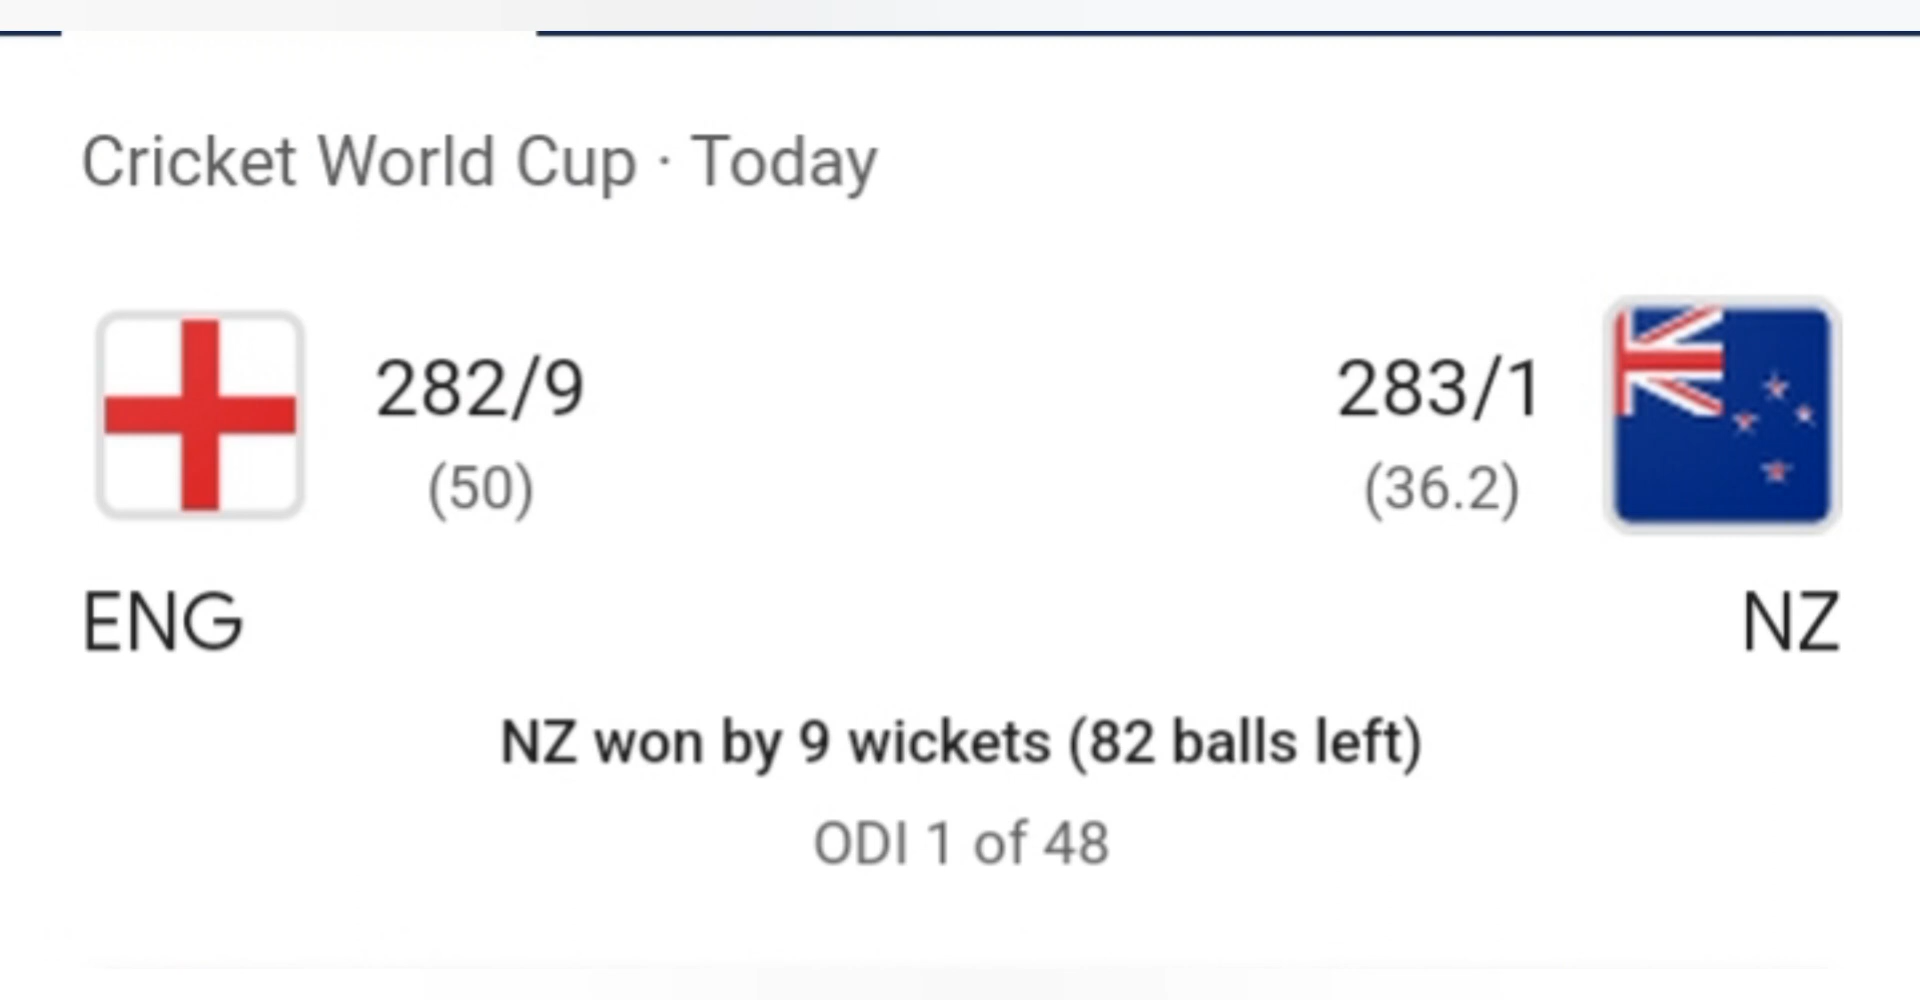 Cricket World Cup · Today
282/9 283/1
(50) (36.2)
ENG NZ
NZ won by 9 wickets (82 balls left)
ODI 1 of 48